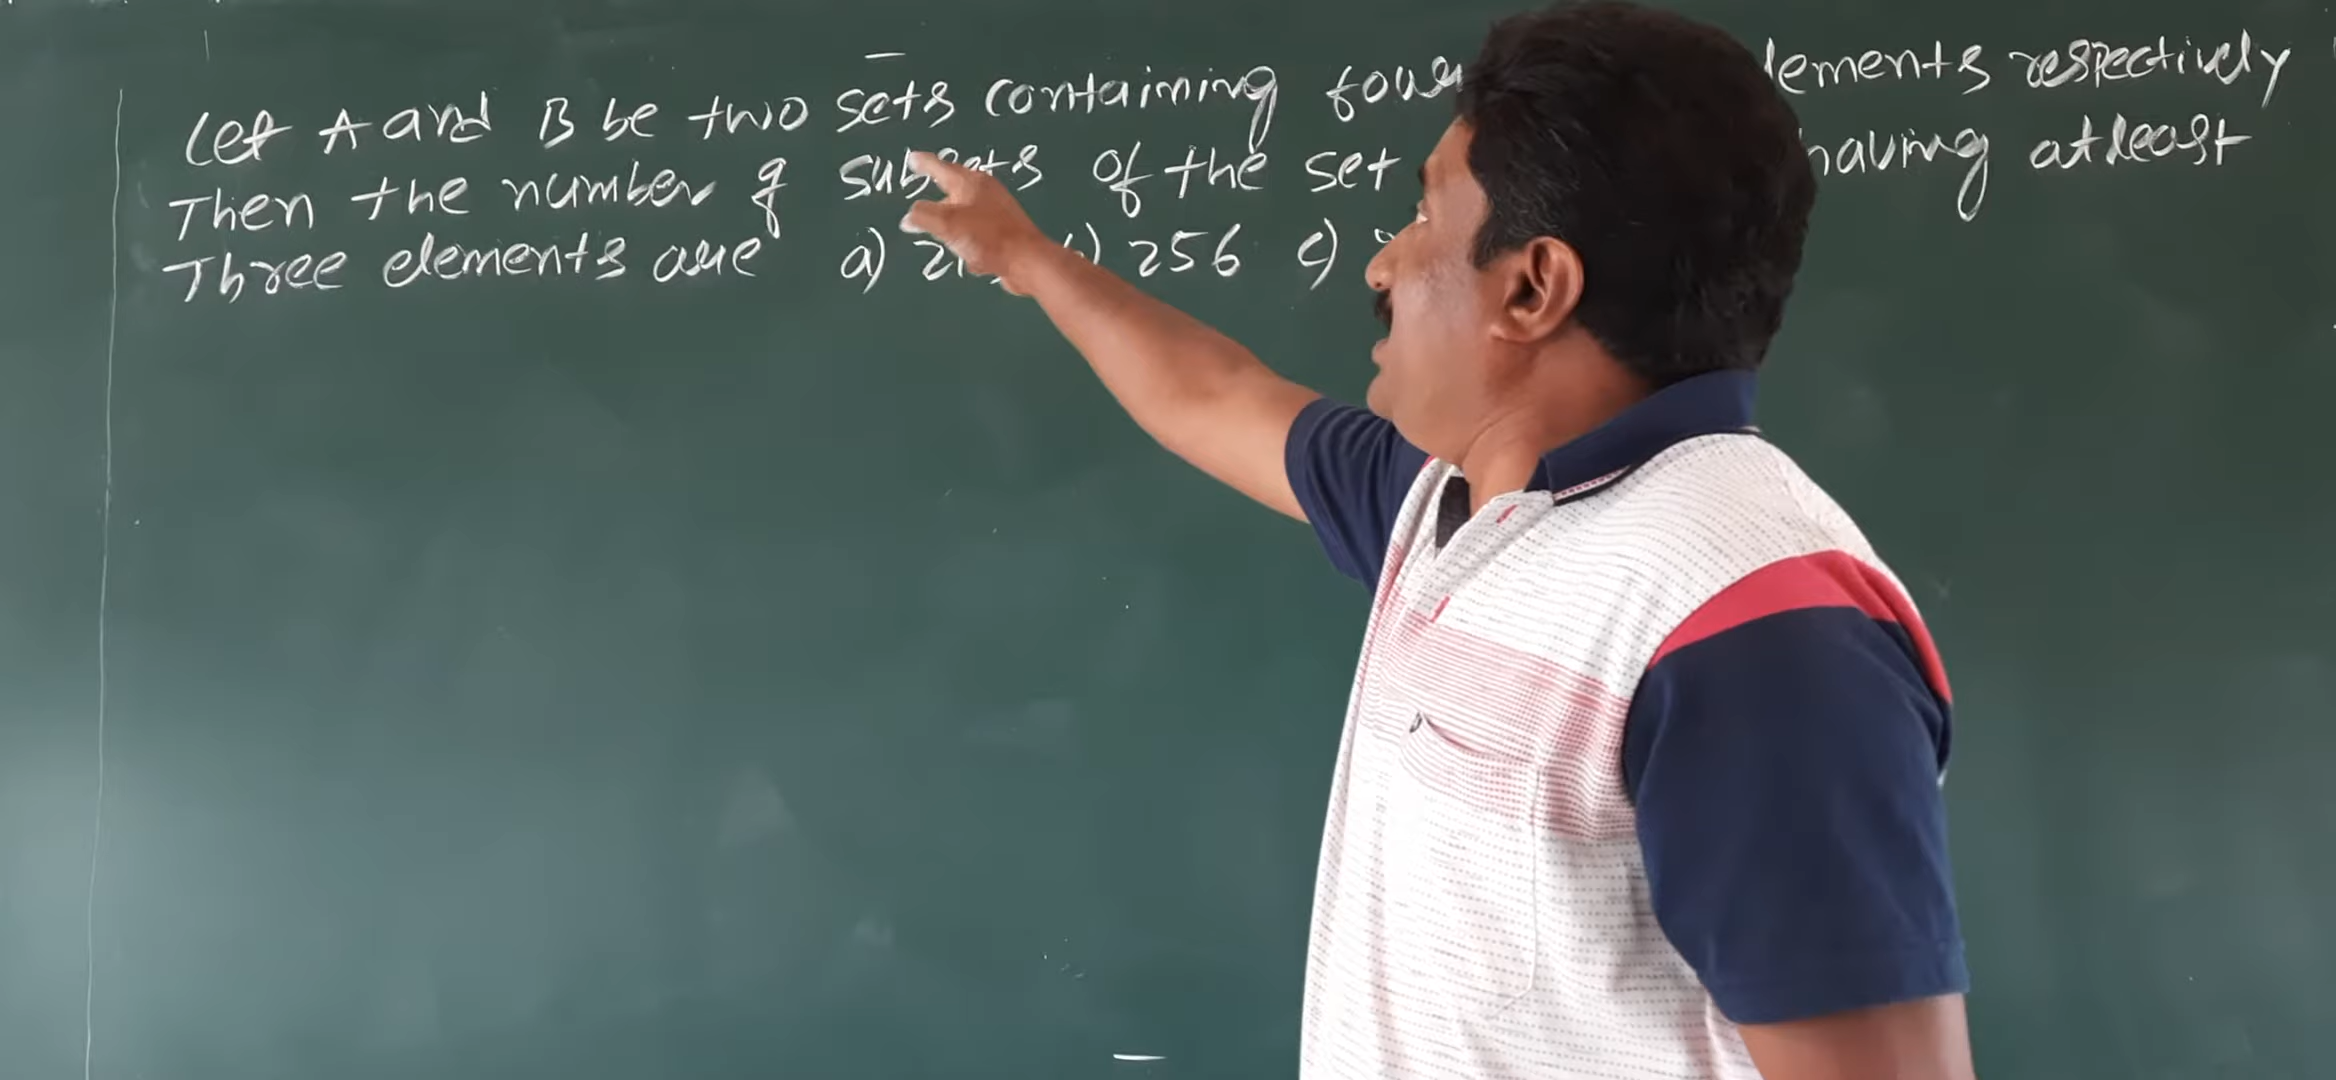 Let A and B be two sets containing four elements respectively
Then the number of subsets of the set having atleast
Three elements are a) b) 256 c)